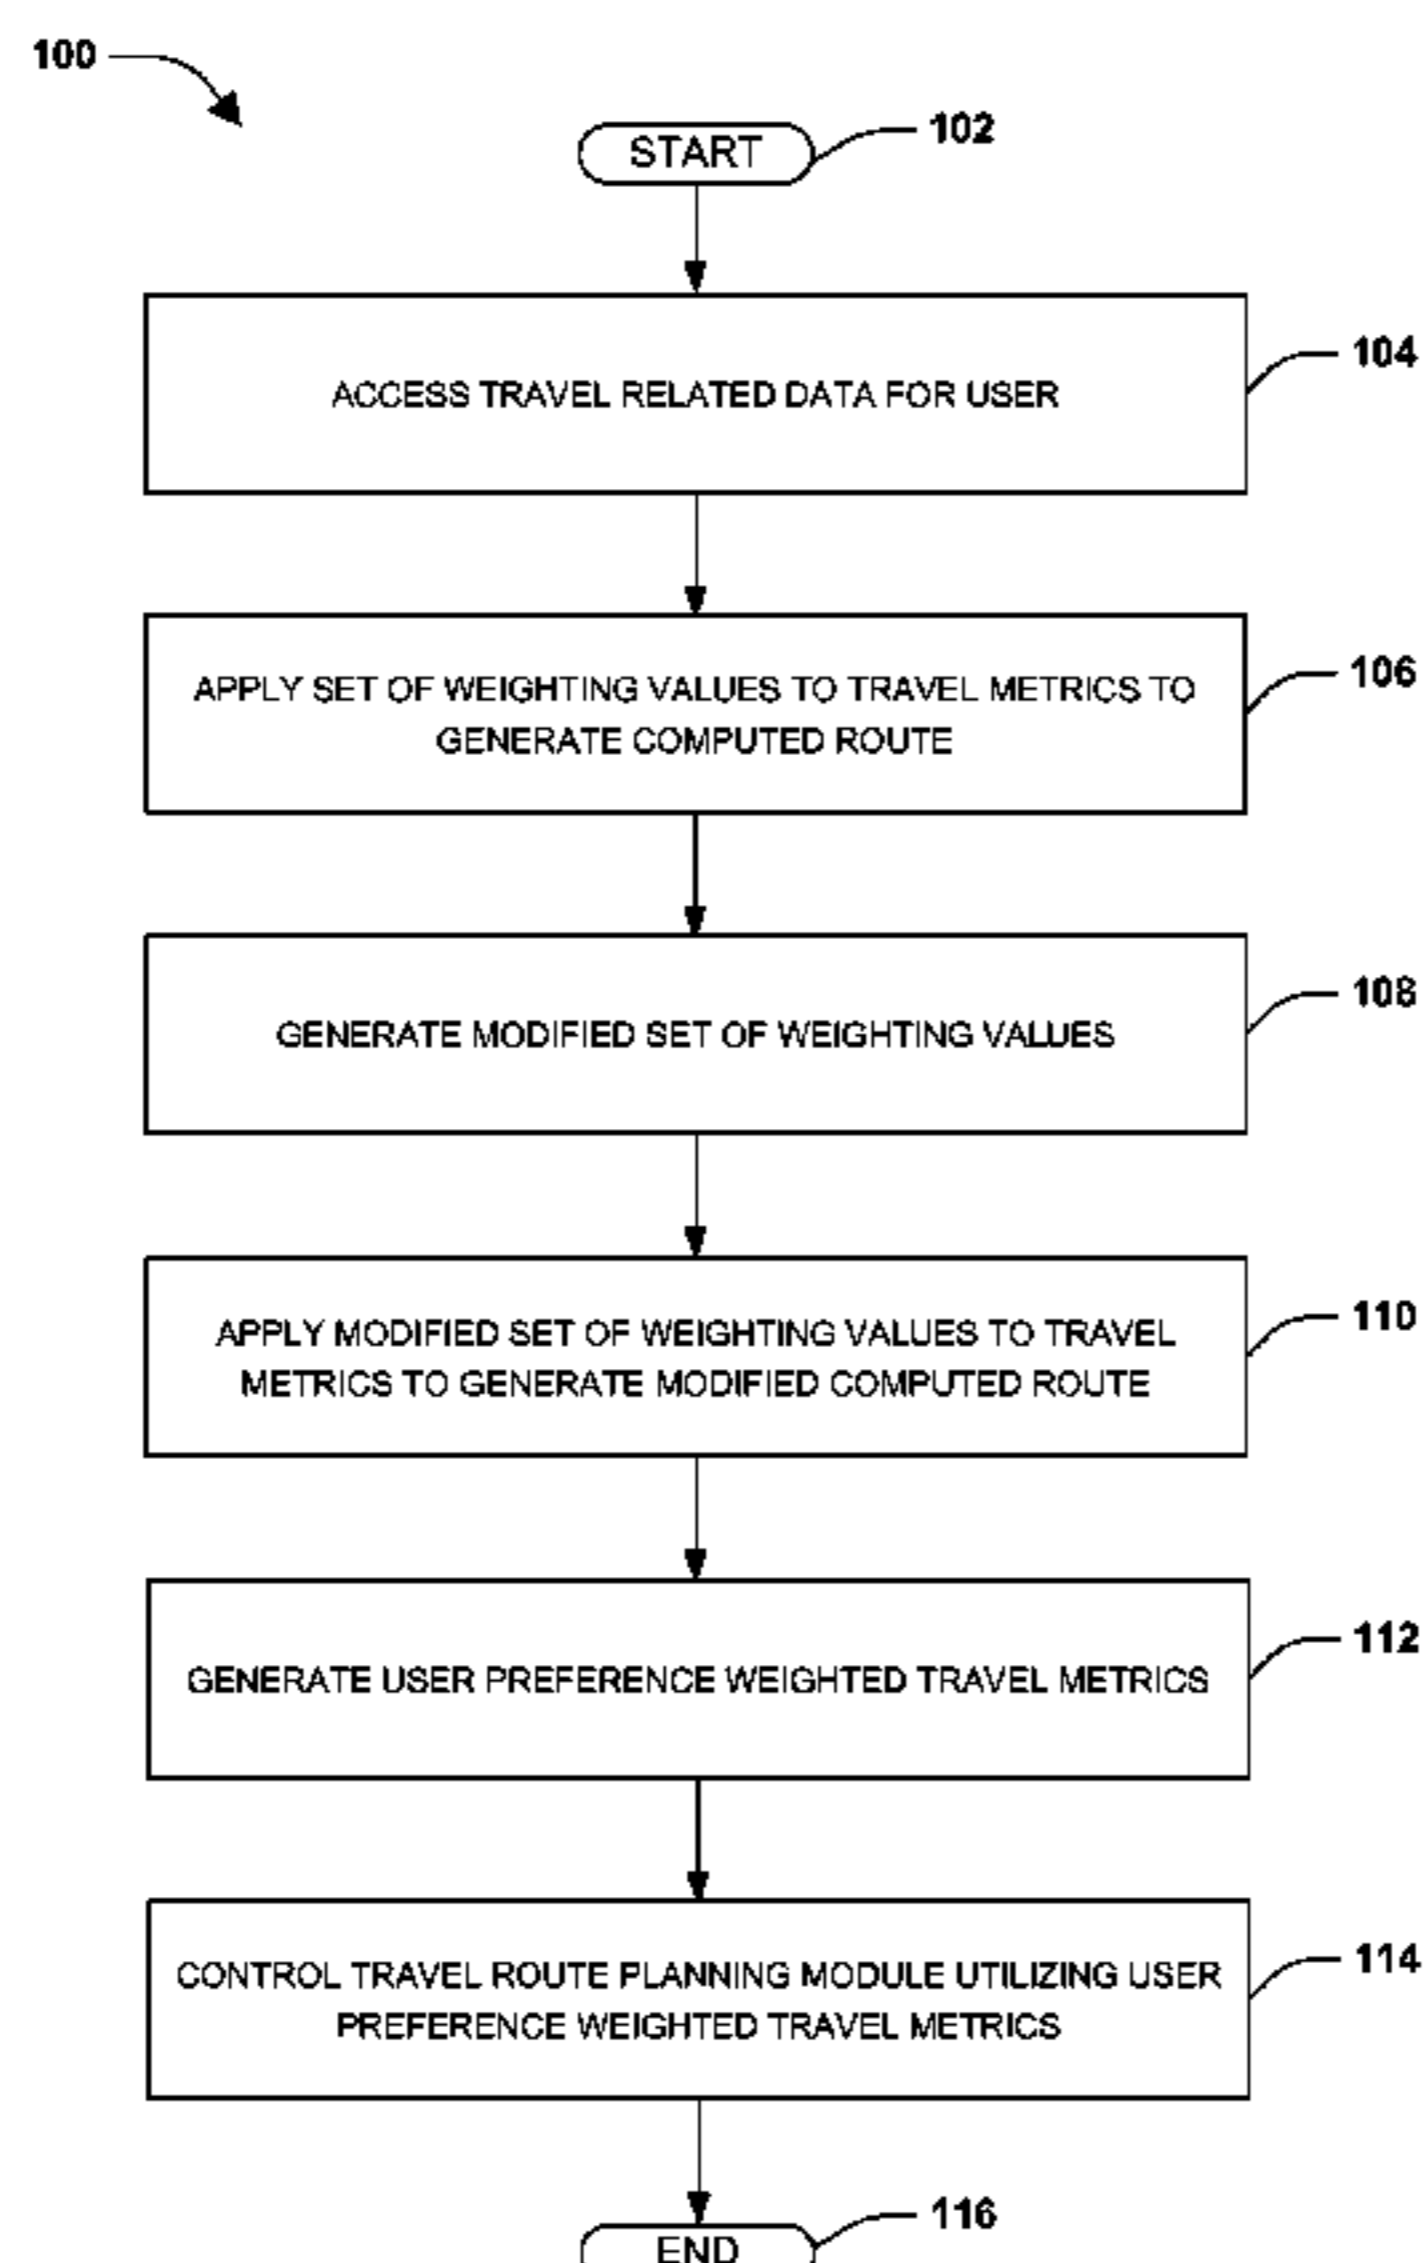 100
START
102
ACCESS TRAVEL RELATED DATA FOR USER
104
APPLY SET OF WEIGHTING VALUES TO TRAVEL METRICS TO
GENERATE COMPUTED ROUTE
106
GENERATE MODIFIED SET OF WEIGHTING VALUES
108
APPLY MODIFIED SET OF WEIGHTING VALUES TO TRAVEL
METRICS TO GENERATE MODIFIED COMPUTED ROUTE
110
GENERATE USER PREFERENCE WEIGHTED TRAVEL METRICS
112
CONTROL TRAVEL ROUTE PLANNING MODULE UTILIZING USER
PREFERENCE WEIGHTED TRAVEL METRICS
114
END
116